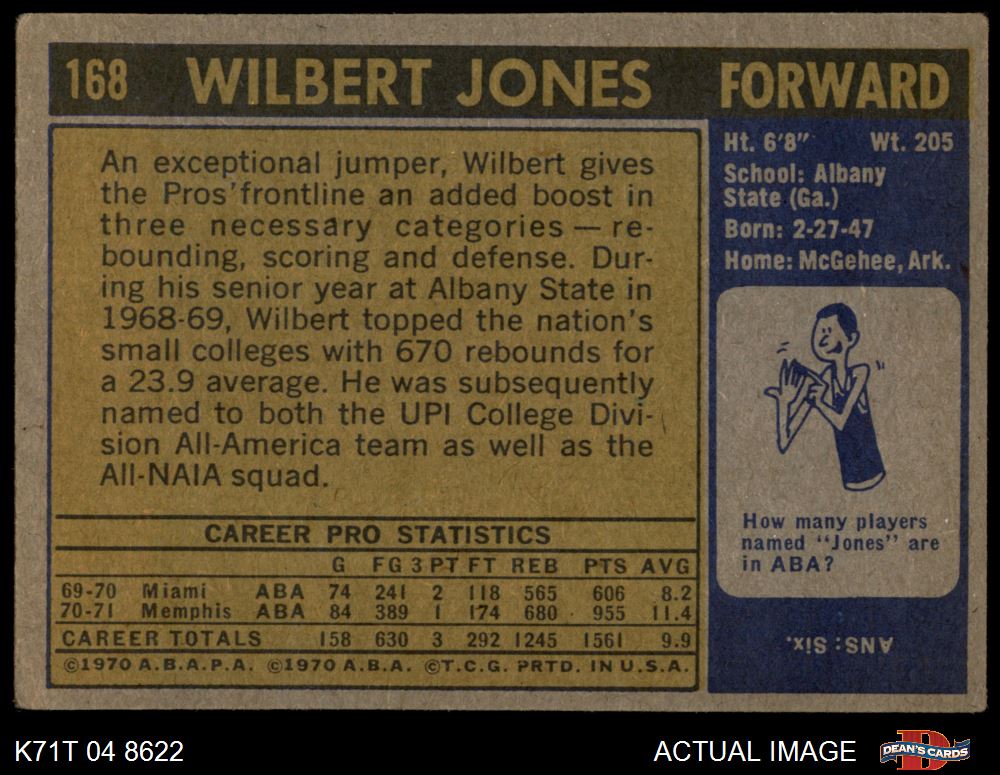 168 WILBERT JONES FORWARD
An exceptional jumper, Wilbert gives
the Pros' frontline an added boost in
three necessary categories — re-
bounding, scoring and defense. Dur-
ing his senior year at Albany State in
1968-69, Wilbert topped the nation's
small colleges with 670 rebounds for
a 23.9 average. He was subsequently
named to both the UPI College Divi-
sion All-America team as well as the
All-NAIA squad.
CAREER PRO STATISTICS
G FG 3 PT FT REB PTS AVG
69-70 Miami ABA 74 241 2 118 565 606 8.2
70-71 Memphis ABA 84 389 1 174 680 955 11.4
CAREER TOTALS 158 630 3 292 1245 1561 9.9
©1970 A.B.A.P.A. ©1970 A.B.A. ©T.C.G. PRTD. IN U.S.A.
Ht. 6'8" Wt. 205
School: Albany
State (Ga.)
Born: 2-27-47
Home: McGehee, Ark.
How many players
named "Jones" are
in ABA?
ANS: Six.
K71T 04 8622
ACTUAL IMAGE
D
DEAN'S CARDS